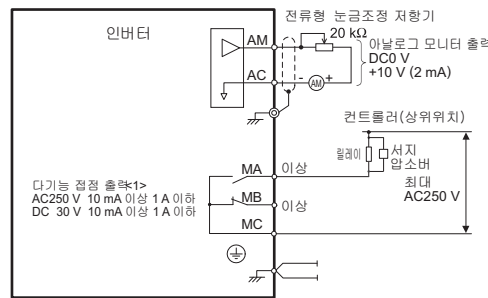 전류형 눈금조정 저항기
인버터
20 kΩ
AM
아날로그 모니터 출력
DC0 V
+10 V (2 mA)
AC
- AM +
컨트롤러(상위위치)
릴레이
서지
압소버
MA
이상
다기능 접점 출력<1>
AC250 V 10 mA 이상 1 A 이하
DC 30 V 10 mA 이상 1 A 이하
최대
AC250 V
MB
이상
MC